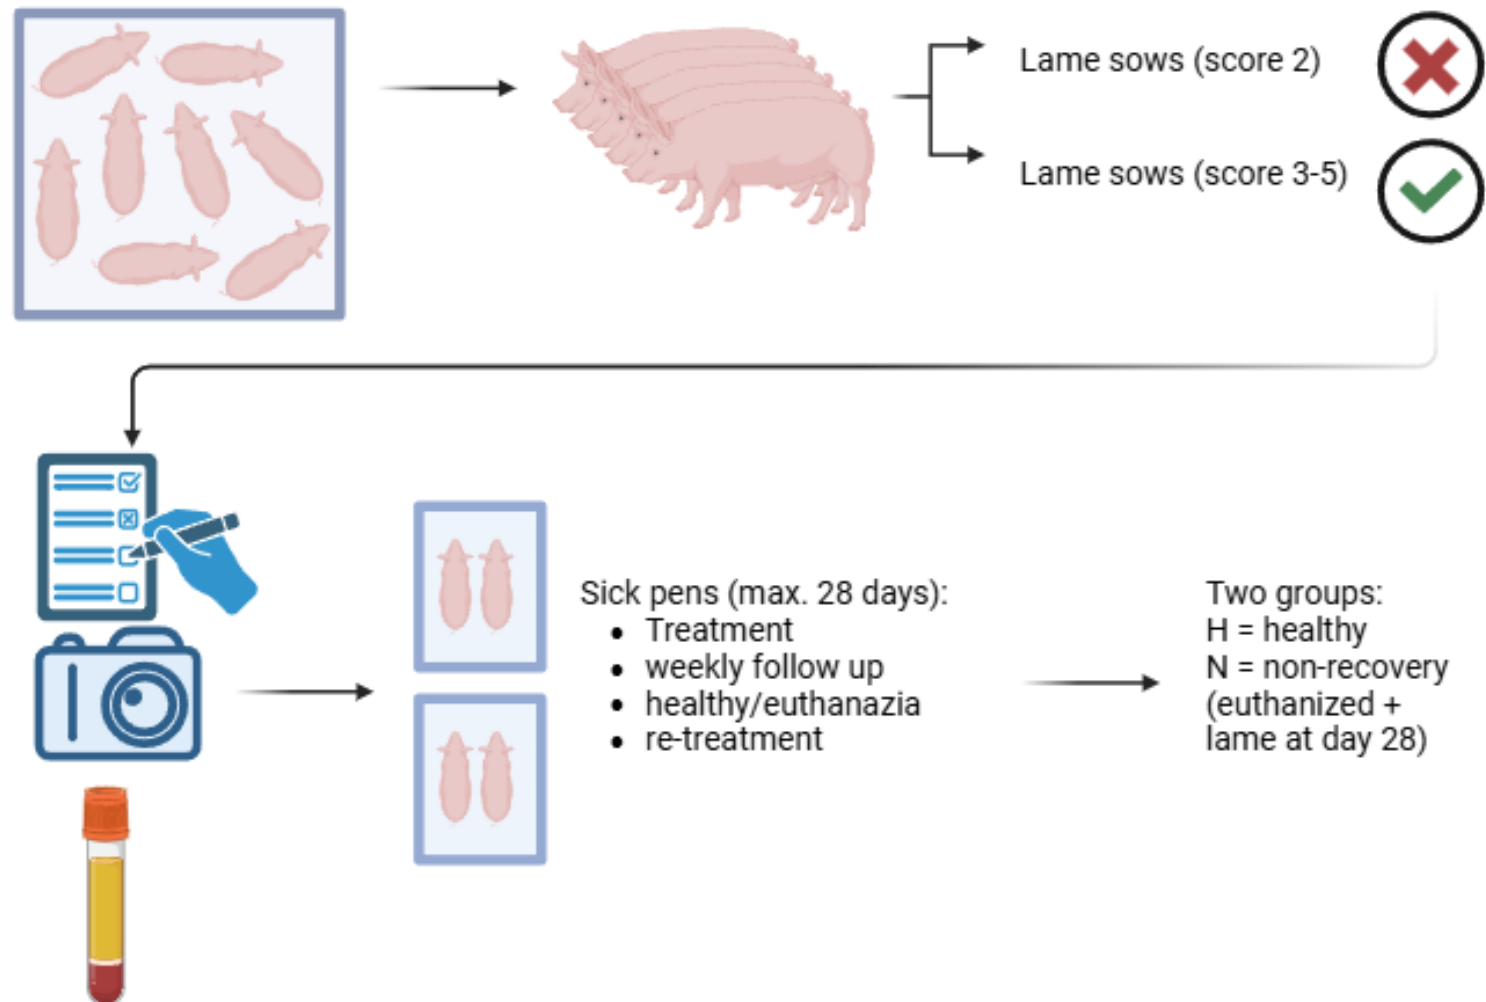 Lame sows (score 2)
Lame sows (score 3-5)
Sick pens (max. 28 days):
• Treatment
• weekly follow up
• healthy/euthanazia
• re-treatment
Two groups:
H = healthy
N = non-recovery
(euthanized +
lame at day 28)